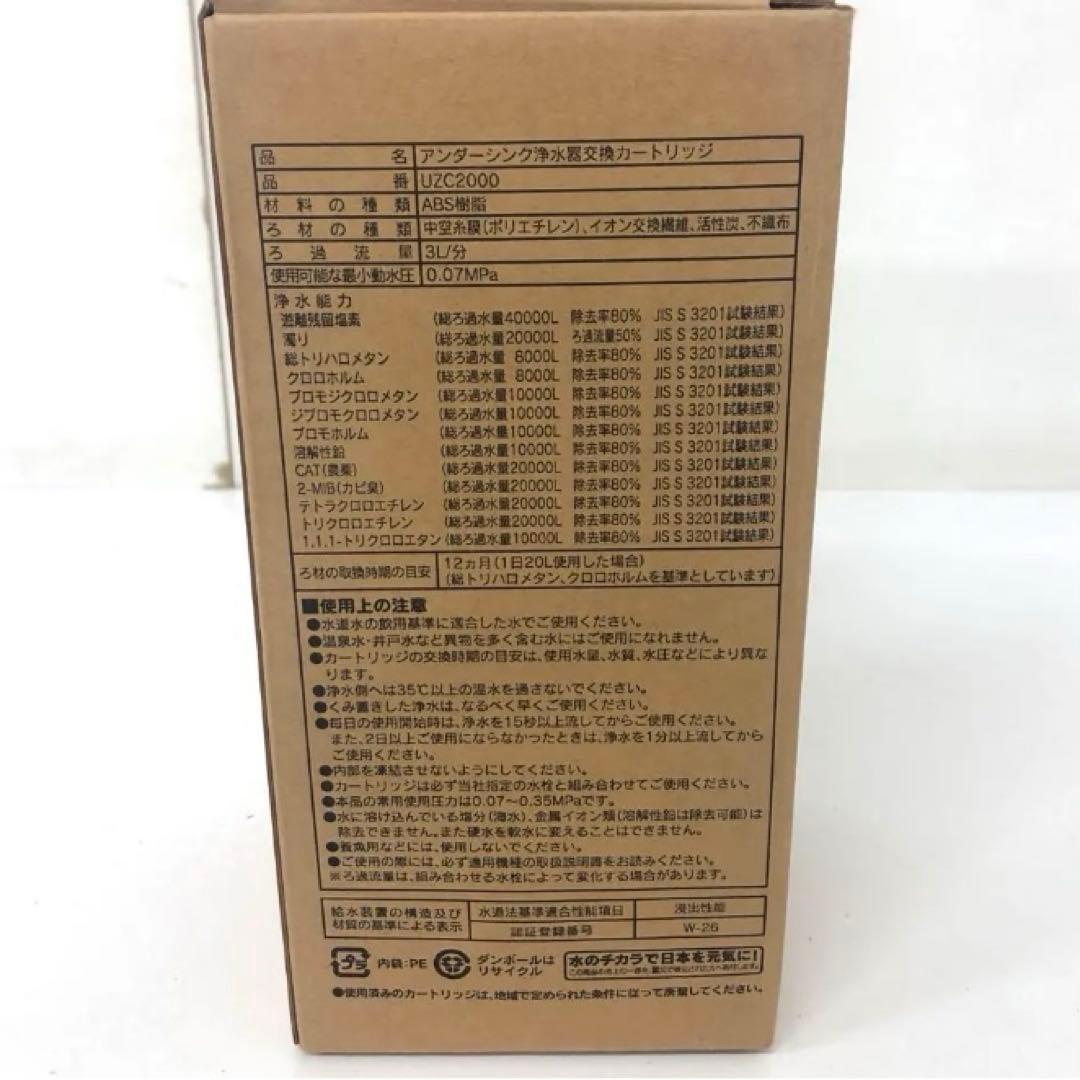 品名 アンダーシンク浄水器交換カートリッジ
品番 UZC2000
材料の種類 ABS樹脂
ろ材の種類 中空糸膜(ポリエチレン)、イオン交換繊維、活性炭、不織布
ろ過流量 3L/分
使用可能な最小動水圧 0.07MPa
浄水能力
遊離残留塩素 (総ろ過水量40000L 除去率80% JIS S 3201試験結果)
濁り (総ろ過水量20000L ろ過流量50% JIS S 3201試験結果)
総トリハロメタン (総ろ過水量 8000L 除去率80% JIS S 3201試験結果)
クロロホルム (総ろ過水量 8000L 除去率80% JIS S 3201試験結果)
ブロモジクロロメタン (総ろ過水量10000L 除去率80% JIS S 3201試験結果)
ジブロモクロロメタン (総ろ過水量10000L 除去率80% JIS S 3201試験結果)
ブロモホルム (総ろ過水量10000L 除去率80% JIS S 3201試験結果)
溶解性鉛 (総ろ過水量10000L 除去率80% JIS S 3201試験結果)
CAT(農薬) (総ろ過水量20000L 除去率80% JIS S 3201試験結果)
2-MIB(カビ臭) (総ろ過水量20000L 除去率80% JIS S 3201試験結果)
テトラクロロエチレン (総ろ過水量20000L 除去率80% JIS S 3201試験結果)
トリクロロエチレン (総ろ過水量20000L 除去率80% JIS S 3201試験結果)
1.1.1-トリクロロエタン (総ろ過水量10000L 除去率80% JIS S 3201試験結果)
ろ材の取換時期の目安 12ヵ月(1日20L使用した場合)
(総トリハロメタン、クロロホルムを基準としています)
■使用上の注意
●水道水の飲用基準に適合した水でご使用ください。
●温泉水・井戸水など異物を多く含む水にはご使用になれません。
●カートリッジの交換時期の目安は、使用水量、水質、水圧などにより異な
ります。
●浄水側へは35℃以上の温水を通さないでください。
●くみ置きした浄水は、なるべく早くご使用ください。
●毎日の使用開始時は、浄水を15秒以上流してからご使用ください。
また、2日以上ご使用にならなかったときは、浄水を1分以上流してから
ご使用ください。
●内部を凍結させないようにしてください。
●カートリッジは必ず当社指定の水栓と組み合わせてご使用ください。
●本品の常用使用圧力は0.07〜0.35MPaです。
●水に溶け込んでいる塩分(海水)、金属イオン類(溶解性鉛は除去可能)は
除去できません。また硬水を軟水に変えることはできません。
●養魚用などには、使用しないでください。
●ご使用の際には、必ず適用機種の取扱説明書をお読みください。
※ろ過流量は、組み合わせる水栓によって変化する場合があります。
給水装置の構造及び 水道法基準適合性能項目 浸出性能
材質の基準による表示 認証登録番号 W-26
プラ 内袋:PE ダンボールは 水のチカラで日本を元気に!
リサイクル
●使用済みのカートリッジは、地域で定められた条件に従って廃棄してください。